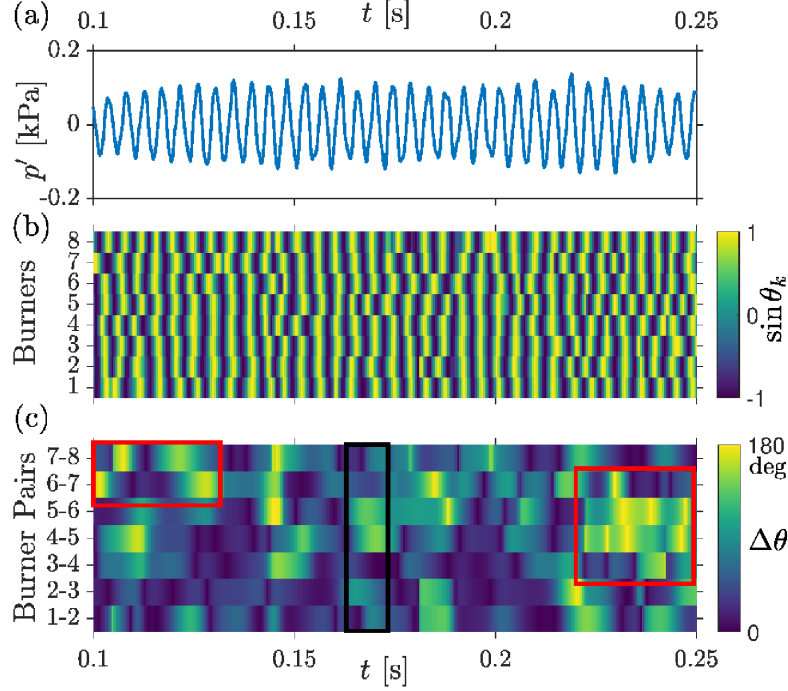 (a)
0.1 0.15 t [s] 0.2 0.25
0.2
0
-0.2
p′ [kPa]
(b)
8
7
6
5
4
3
2
1
Burners
1
0
-1
sin θk
(c)
7-8
6-7
5-6
4-5
3-4
2-3
1-2
Burner Pairs
180
deg
Δθ
0
0.1 0.15 t [s] 0.2 0.25